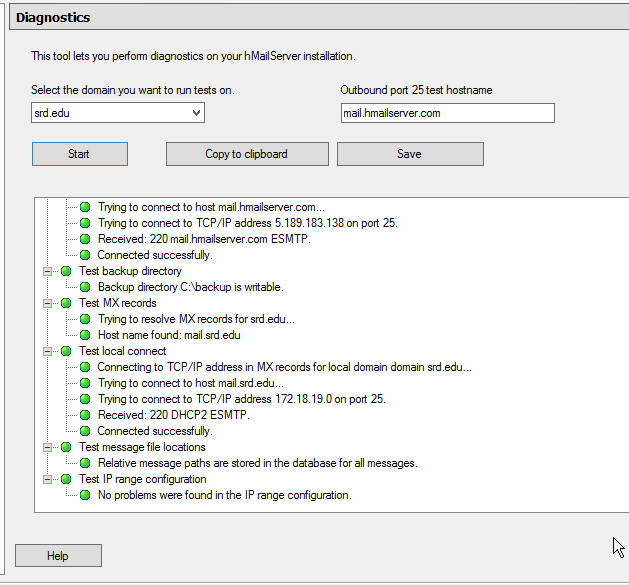 Diagnostics
This tool lets you perform diagnostics on your hMailServer installation.
Select the domain you want to run tests on.
Outbound port 25 test hostname
srd.edu
mail.hmailserver.com
Start
Copy to clipboard
Save
Trying to connect to host mail.hmailserver.com...
Trying to connect to TCP/IP address 5.189.183.138 on port 25.
Received: 220 mail.hmailserver.com ESMTP.
Connected successfully.
Test backup directory
Backup directory C:\backup is writable.
Test MX records
Trying to resolve MX records for srd.edu...
Host name found: mail.srd.edu
Test local connect
Connecting to TCP/IP address in MX records for local domain domain srd.edu...
Trying to connect to host mail.srd.edu...
Trying to connect to TCP/IP address 172.18.19.0 on port 25.
Received: 220 DHCP2 ESMTP.
Connected successfully.
Test message file locations
Relative message paths are stored in the database for all messages.
Test IP range configuration
No problems were found in the IP range configuration.
Help